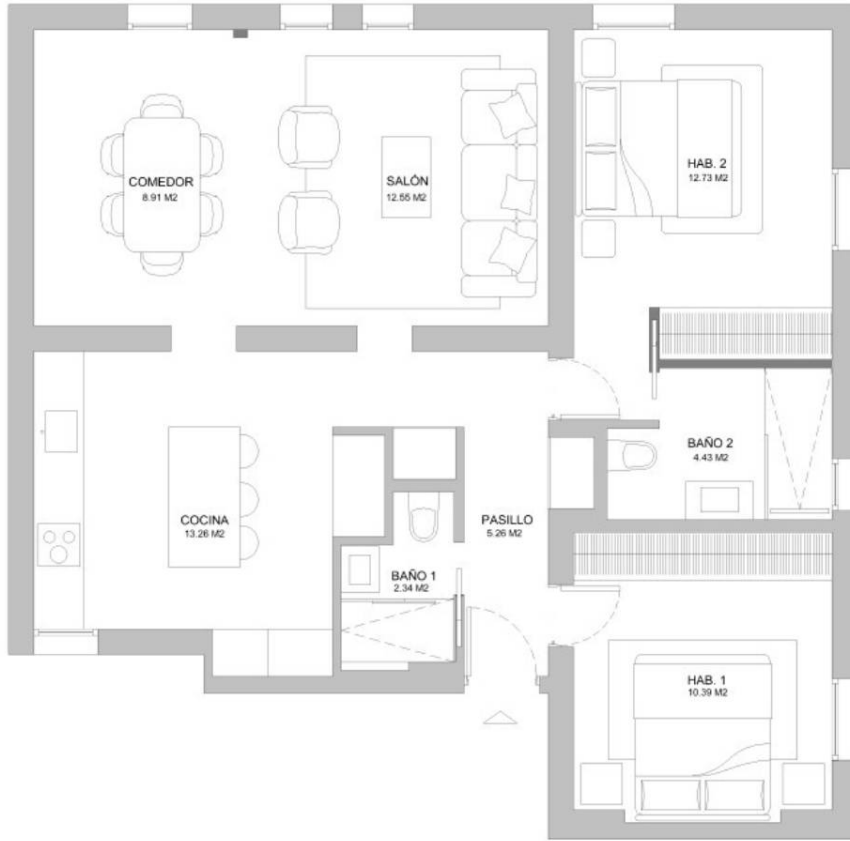 COMEDOR
8.91 M2
SALÓN
12.55 M2
HAB. 2
12.73 M2
BAÑO 2
4.43 M2
COCINA
13.26 M2
PASILLO
5.26 M2
BAÑO 1
2.34 M2
HAB. 1
10.39 M2